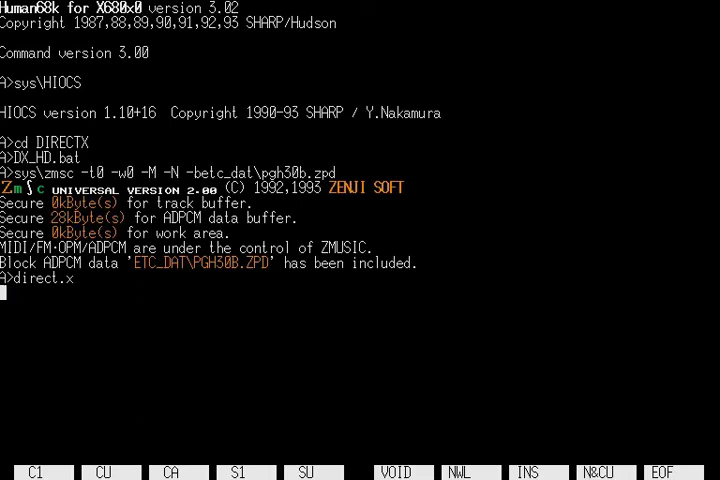 Human68k for X680x0 version 3.02
Copyright 1987,88,89,90,91,92,93 SHARP/Hudson
Command version 3.00
A>sys\HIOCS
HIOCS version 1.10+16  Copyright 1990-93 SHARP / Y.Nakamura
A>cd DIRECTX
A>DX_HD.bat
A>sys\zmsc -t0 -w0 -M -N -betc_dat\pgh30b.zpd
Zm∫c UNIVERSAL VERSION 2.00 (C) 1992,1993 ZENJI SOFT
Secure 0kByte(s) for track buffer.
Secure 28kByte(s) for ADPCM data buffer.
Secure 0kByte(s) for work area.
MIDI/FM·OPM/ADPCM are under the control of ZMUSIC.
Block ADPCM data 'ETC_DAT\PGH30B.ZPD' has been included.
A>direct.x
C1 CU CA S1 SU VOID NWL INS N&CU EOF